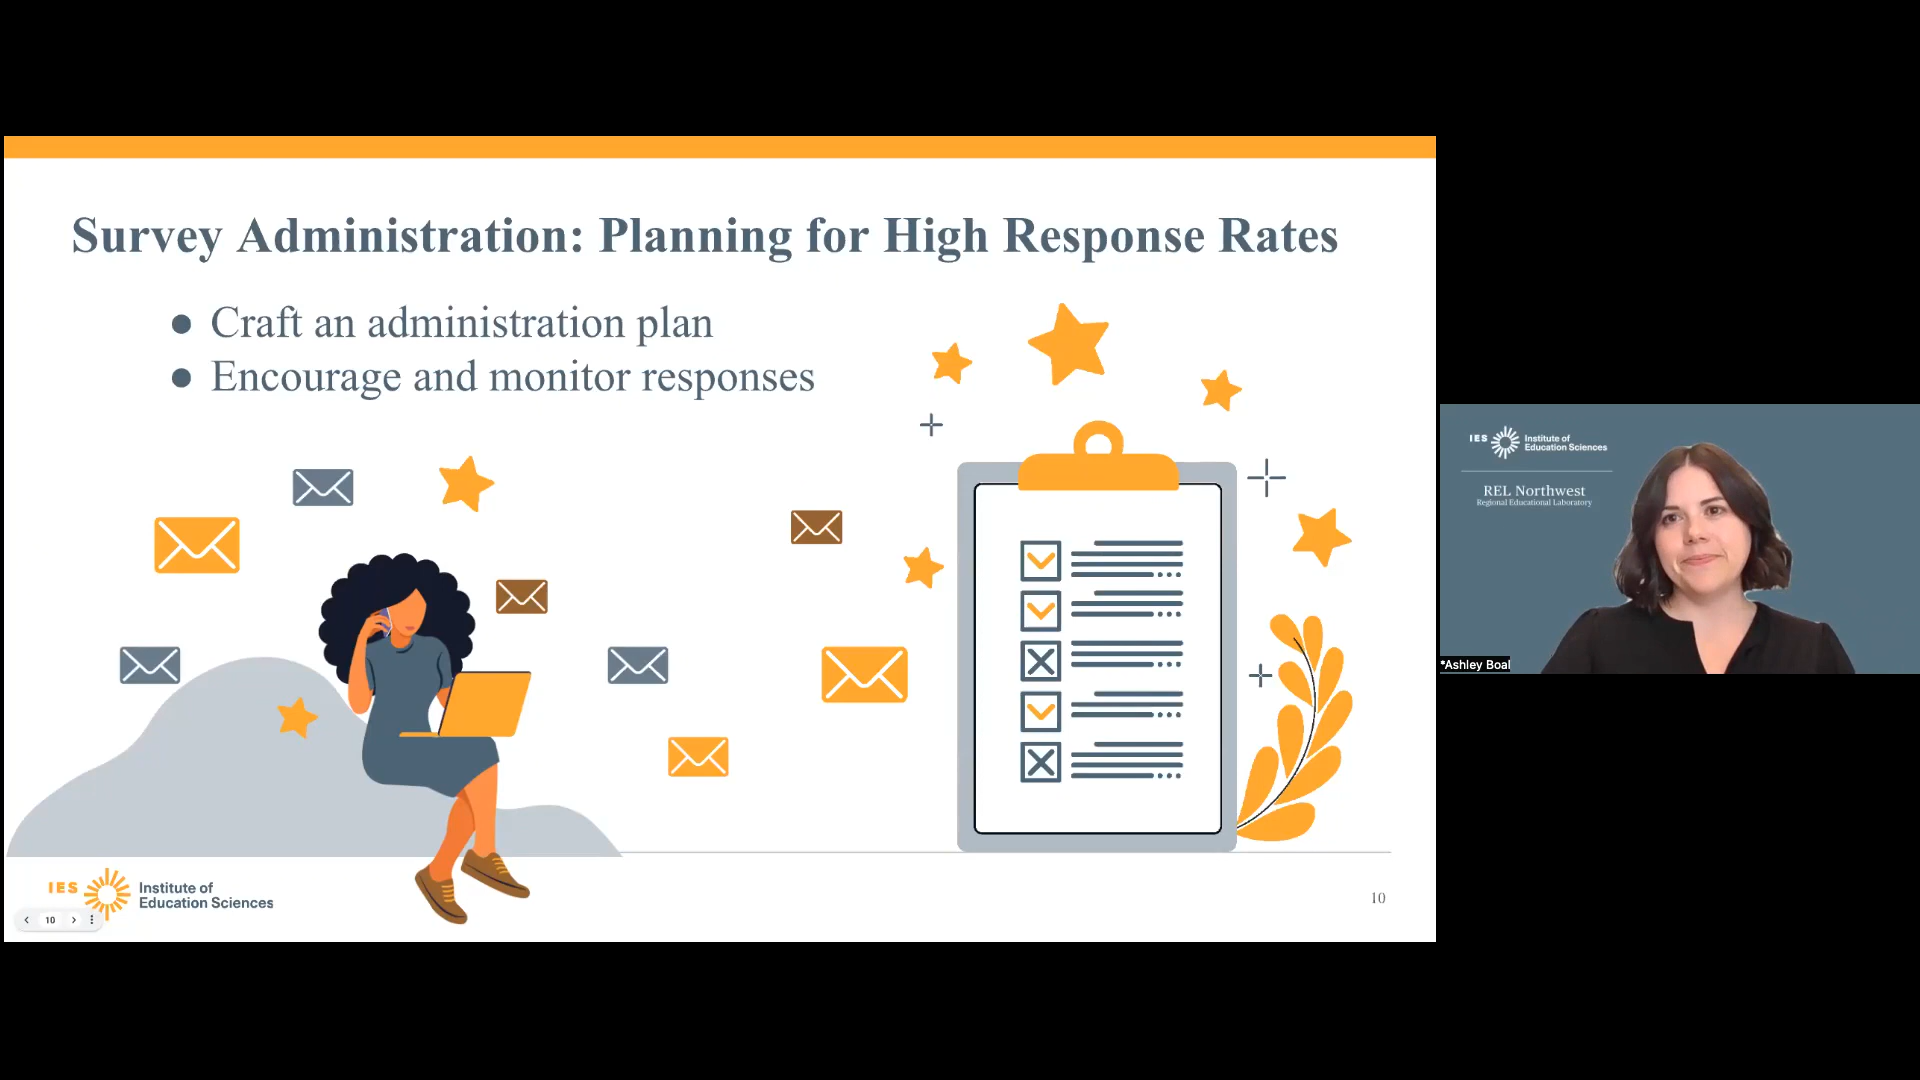 Survey Administration: Planning for High Response Rates
● Craft an administration plan
● Encourage and monitor responses
IES
Institute of
Education Sciences
10
10
IES
Institute of
Education Sciences
REL Northwest
Regional Educational Laboratory
*Ashley Boal